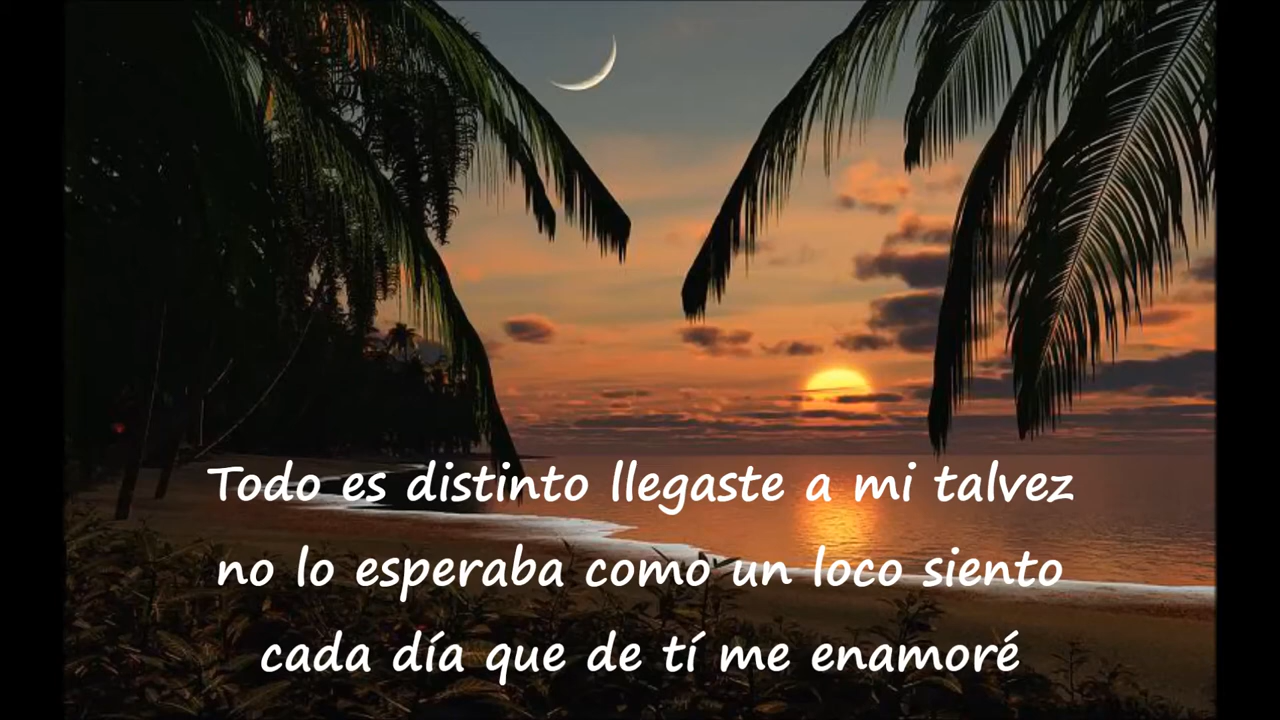 Todo es distinto llegaste a mi talvez
no lo esperaba como un loco siento
cada día que de tí me enamoré